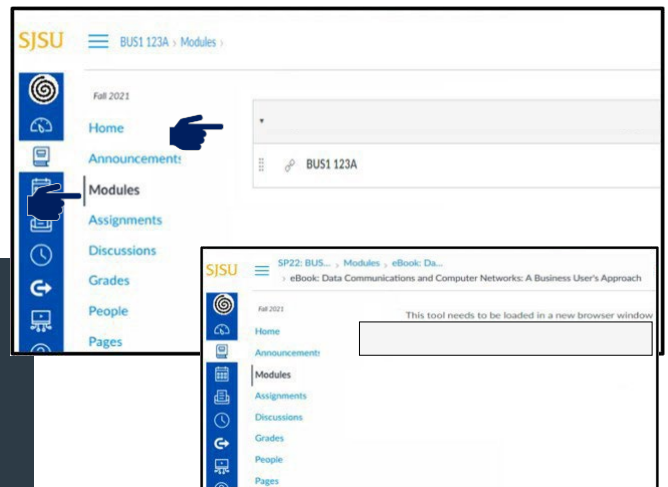 SJSU
BUS1 123A › Modules ›
Fall 2021
Home
Announcements
Modules
Assignments
Discussions
Grades
People
Pages
BUS1 123A
SJSU
SP22: BUS... › Modules › eBook: Da...
› eBook: Data Communications and Computer Networks: A Business User's Approach
Fall 2021
Home
Announcements
Modules
Assignments
Discussions
Grades
People
Pages
This tool needs to be loaded in a new browser window